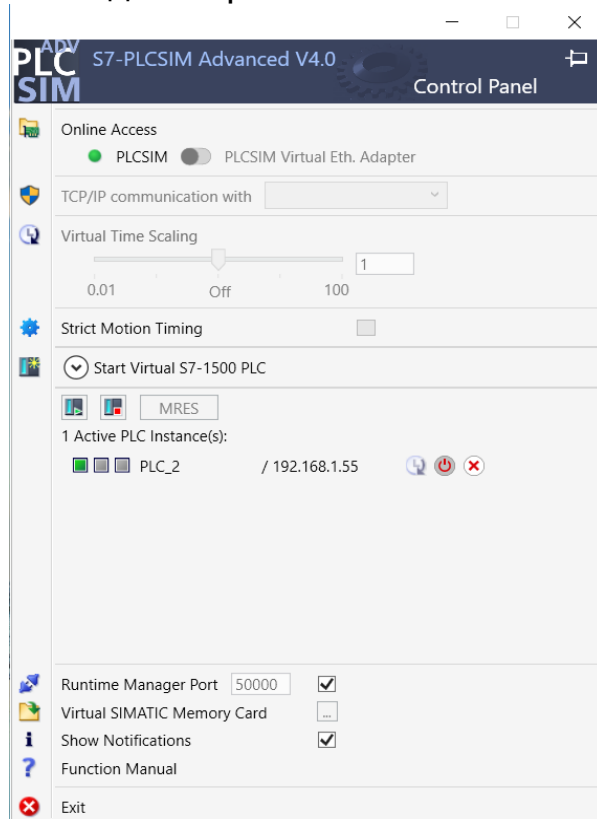 PLC ADV
SIM
S7-PLCSIM Advanced V4.0
Control Panel
Online Access
PLCSIM PLCSIM Virtual Eth. Adapter
TCP/IP communication with
Virtual Time Scaling
1
0.01 Off 100
Strict Motion Timing
Start Virtual S7-1500 PLC
MRES
1 Active PLC Instance(s):
PLC_2 / 192.168.1.55
Runtime Manager Port 50000
Virtual SIMATIC Memory Card ...
Show Notifications
Function Manual
Exit